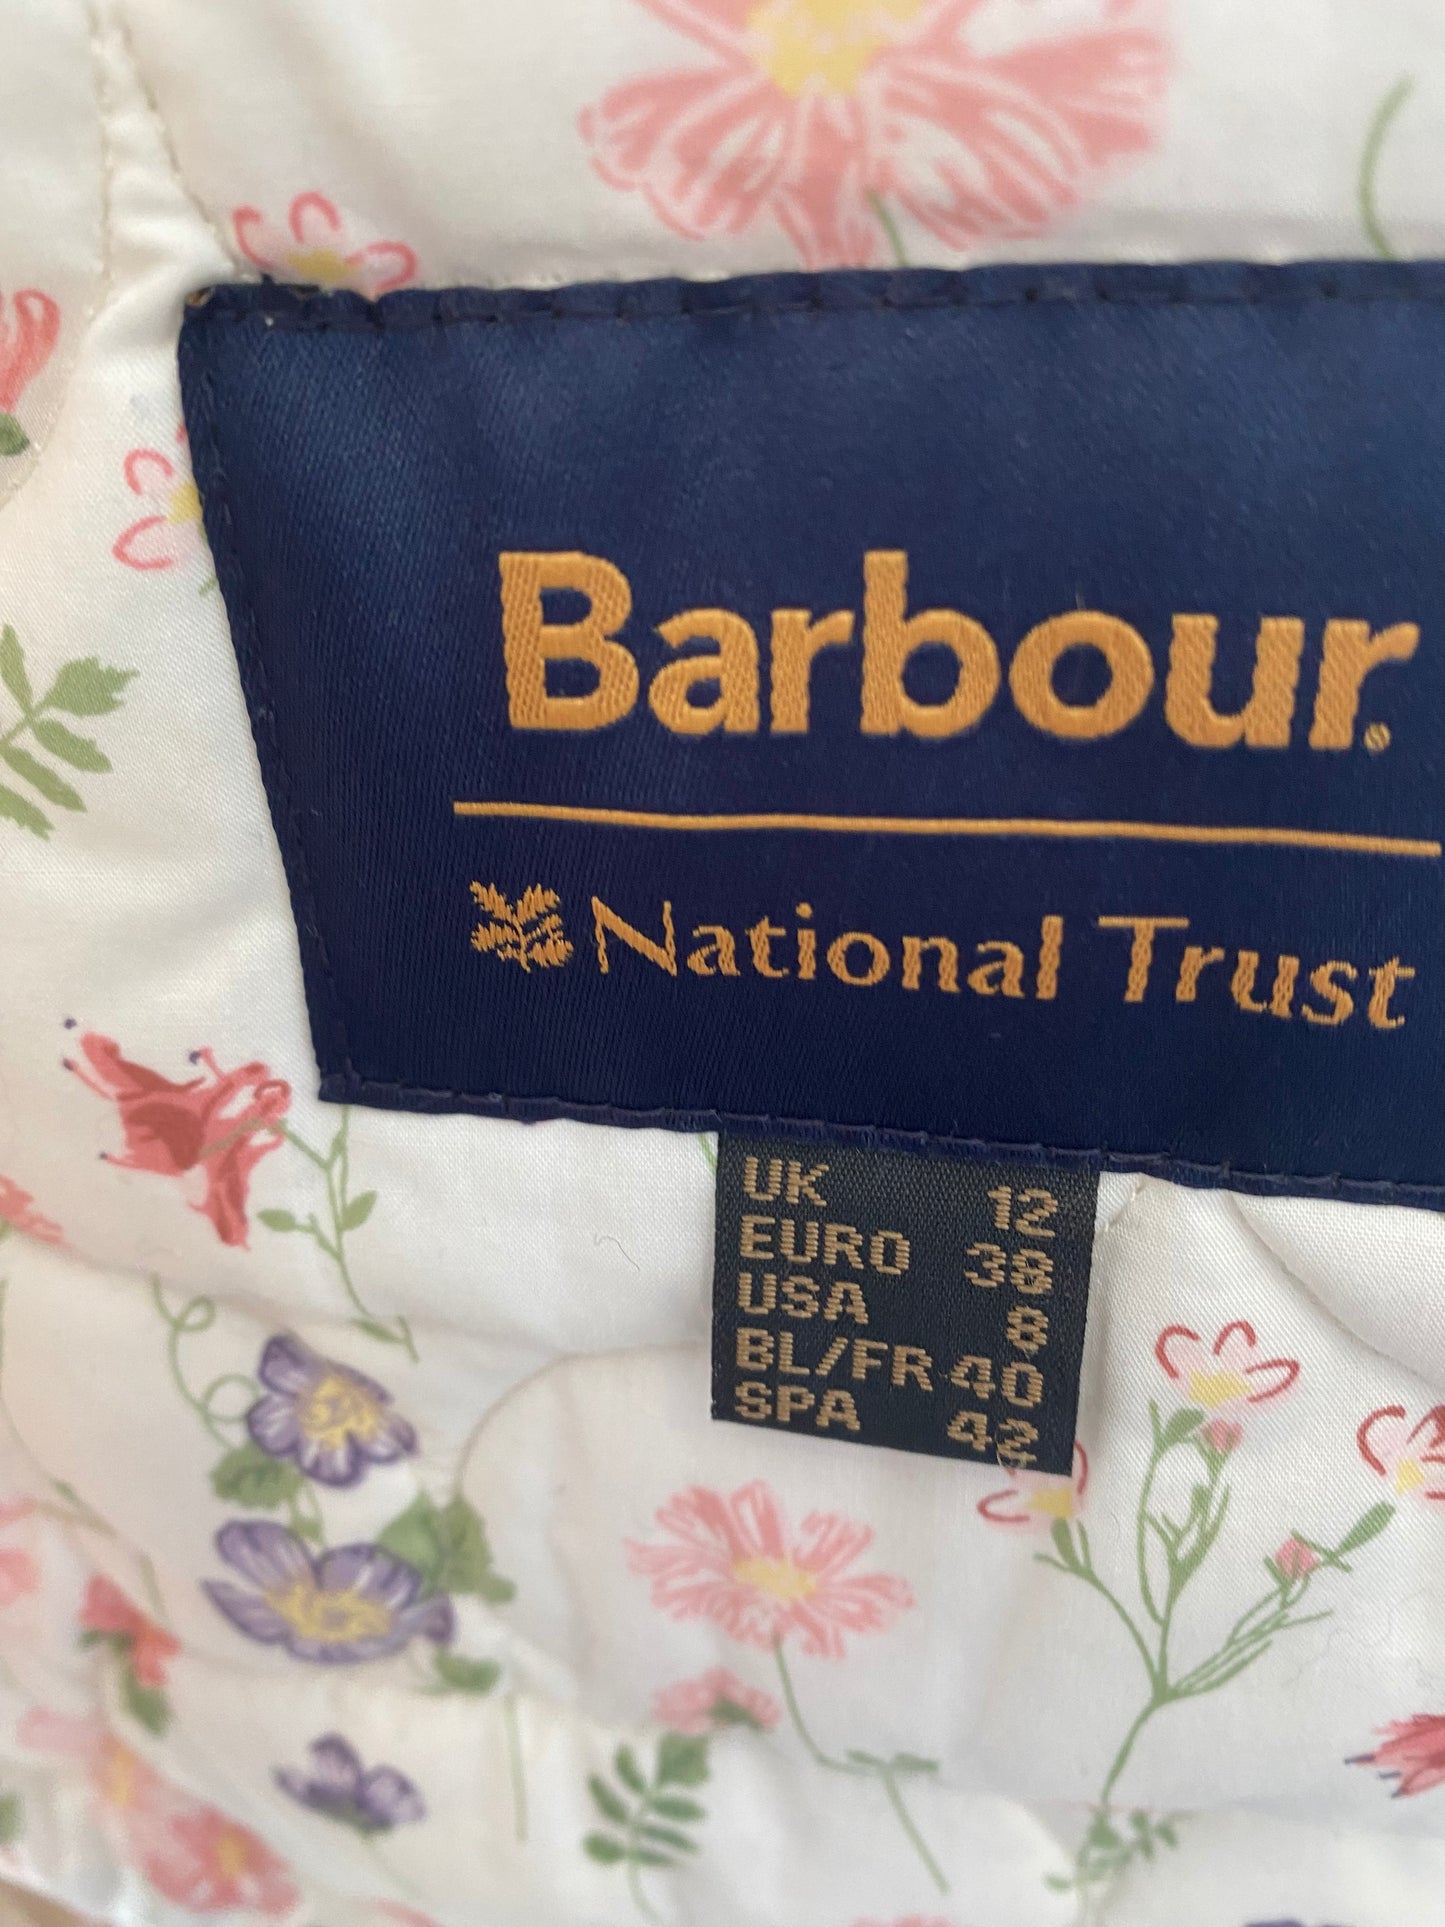 Barbour
National Trust
UK 12
EURO 38
USA 8
BL/FR 40
SPA 42